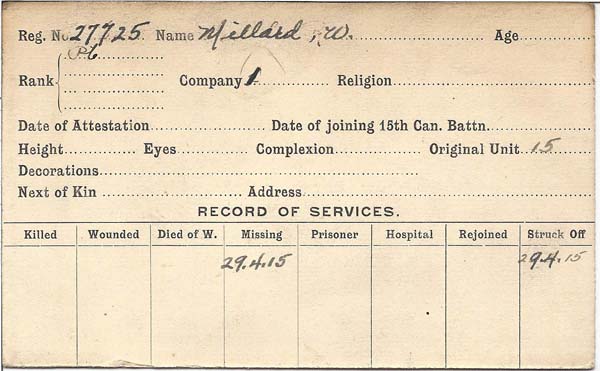 Reg. No 27725. Name Millard, W. Age
Pte
Rank Company 1 Religion
Date of Attestation Date of joining 15th Can. Battn.
Height Eyes Complexion Original Unit 15
Decorations
Next of Kin Address
RECORD OF SERVICES.
Killed Wounded Died of W. Missing Prisoner Hospital Rejoined Struck Off
29.4.15 29.4.15